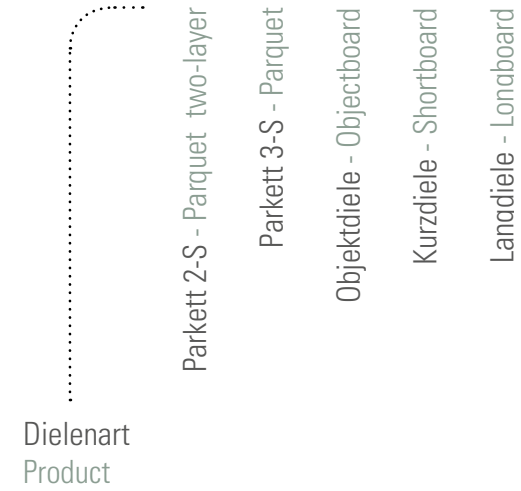 Parkett 2-S - Parquet two-layer
Parkett 3-S - Parquet
Objektdiele - Objectboard
Kurzdiele - Shortboard
Langdiele - Longboard
Dielenart
Product